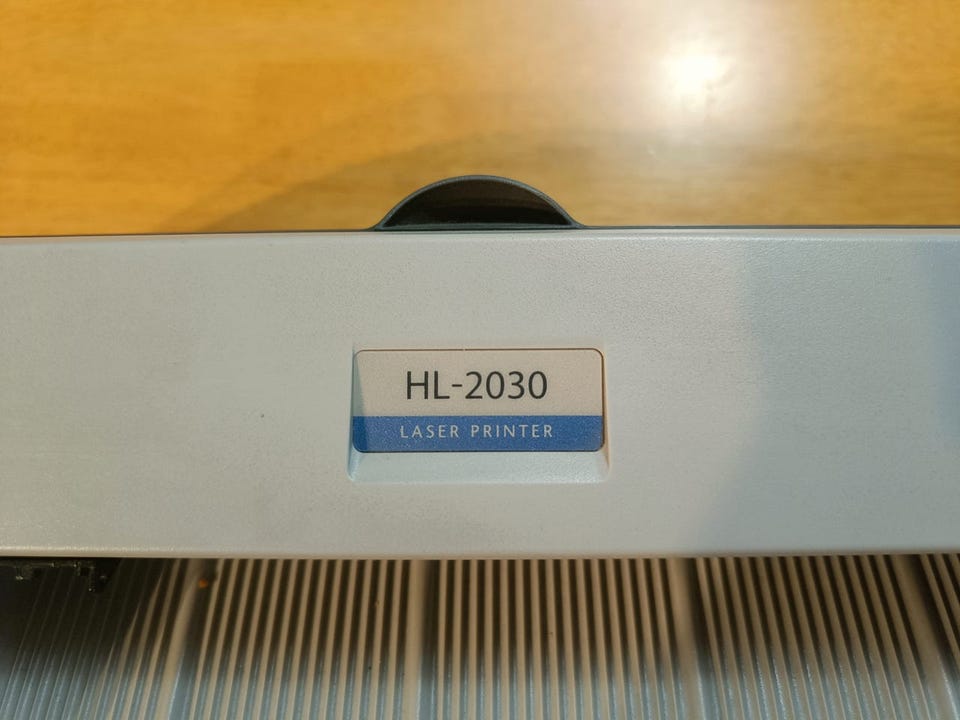 HL-2030
LASER PRINTER